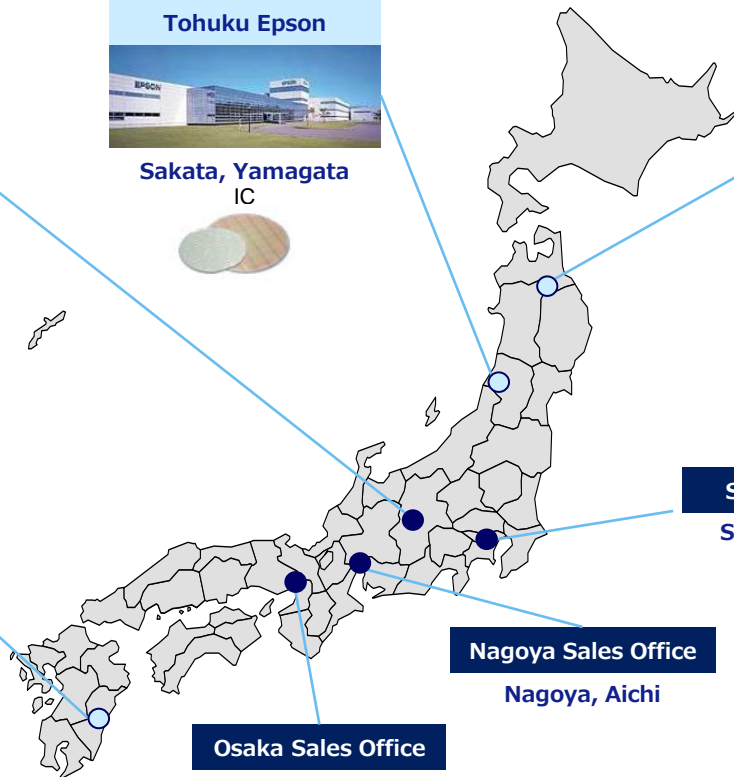 Tohuku Epson
EPSON
Sakata, Yamagata
IC
S
S
Nagoya Sales Office
Nagoya, Aichi
Osaka Sales Office